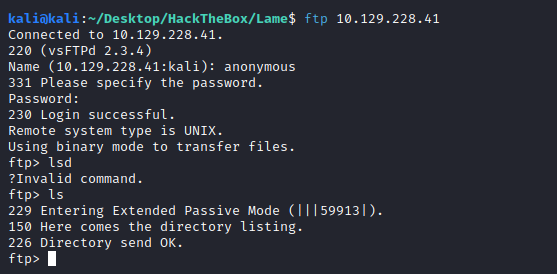 kali@kali:~/Desktop/HackTheBox/Lame$ ftp 10.129.228.41
Connected to 10.129.228.41.
220 (vsFTPd 2.3.4)
Name (10.129.228.41:kali): anonymous
331 Please specify the password.
Password:
230 Login successful.
Remote system type is UNIX.
Using binary mode to transfer files.
ftp> lsd
?Invalid command.
ftp> ls
229 Entering Extended Passive Mode (|||59913|).
150 Here comes the directory listing.
226 Directory send OK.
ftp>